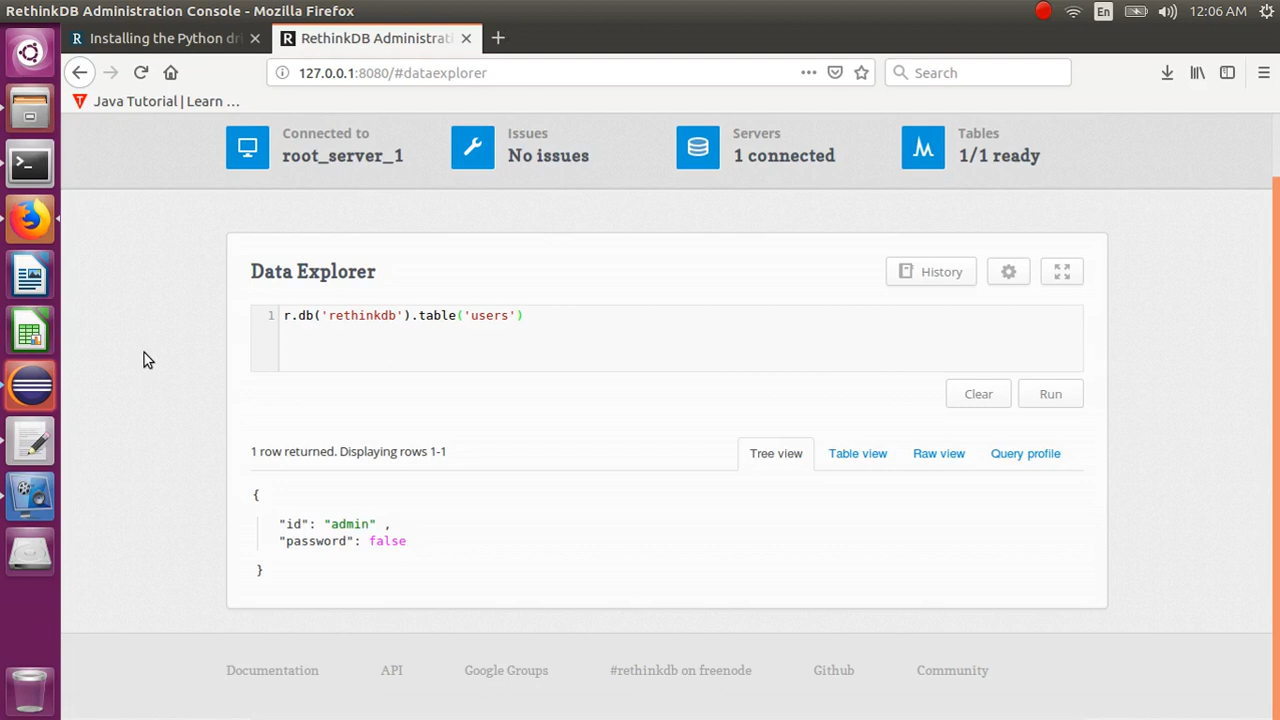 RethinkDB Administration Console - Mozilla Firefox
En
12:06 AM
R Installing the Python dri
R RethinkDB Administrati
127.0.0.1:8080/#dataexplorer
Search
Java Tutorial | Learn ...
Connected to
root_server_1
Issues
No issues
Servers
1 connected
Tables
1/1 ready
Data Explorer
History
1 r.db('rethinkdb').table('users')
Clear
Run
1 row returned. Displaying rows 1-1
Tree view
Table view
Raw view
Query profile
{
"id": "admin" ,
"password": false
}
Documentation
API
Google Groups
#rethinkdb on freenode
Github
Community